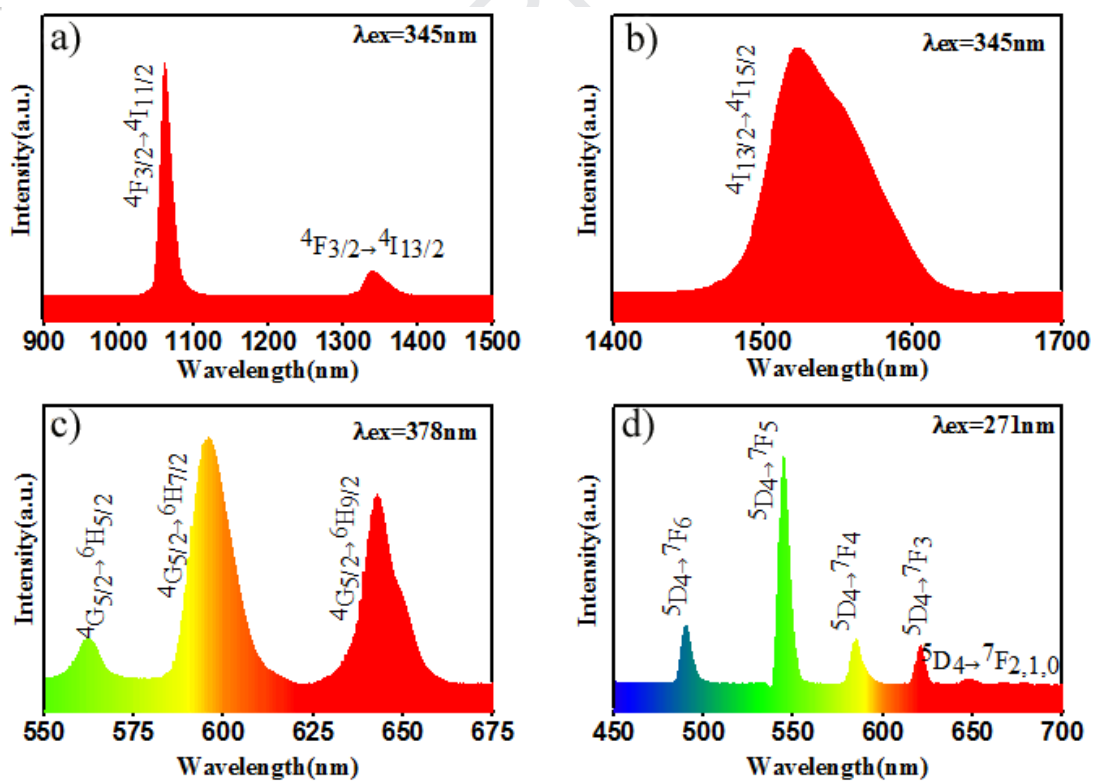 a)
λex=345nm
⁴F₃/₂→⁴I₁₁/₂
⁴F₃/₂→⁴I₁₃/₂
Intensity(a.u.)
900 1000 1100 1200 1300 1400 1500
Wavelength(nm)
b)
λex=345nm
⁴I₁₃/₂→⁴I₁₅/₂
Intensity(a.u.)
1400 1500 1600 1700
Wavelength(nm)
c)
λex=378nm
⁴G₅/₂→⁶H₅/₂
⁴G₅/₂→⁶H₇/₂
⁴G₅/₂→⁶H₉/₂
Intensity(a.u.)
550 575 600 625 650 675
Wavelength(nm)
d)
λex=271nm
⁵D₄→⁷F₆
⁵D₄→⁷F₅
⁵D₄→⁷F₄
⁵D₄→⁷F₃
⁵D₄→⁷F₂,₁,₀
Intensity(a.u.)
450 500 550 600 650 700
Wavelength(nm)